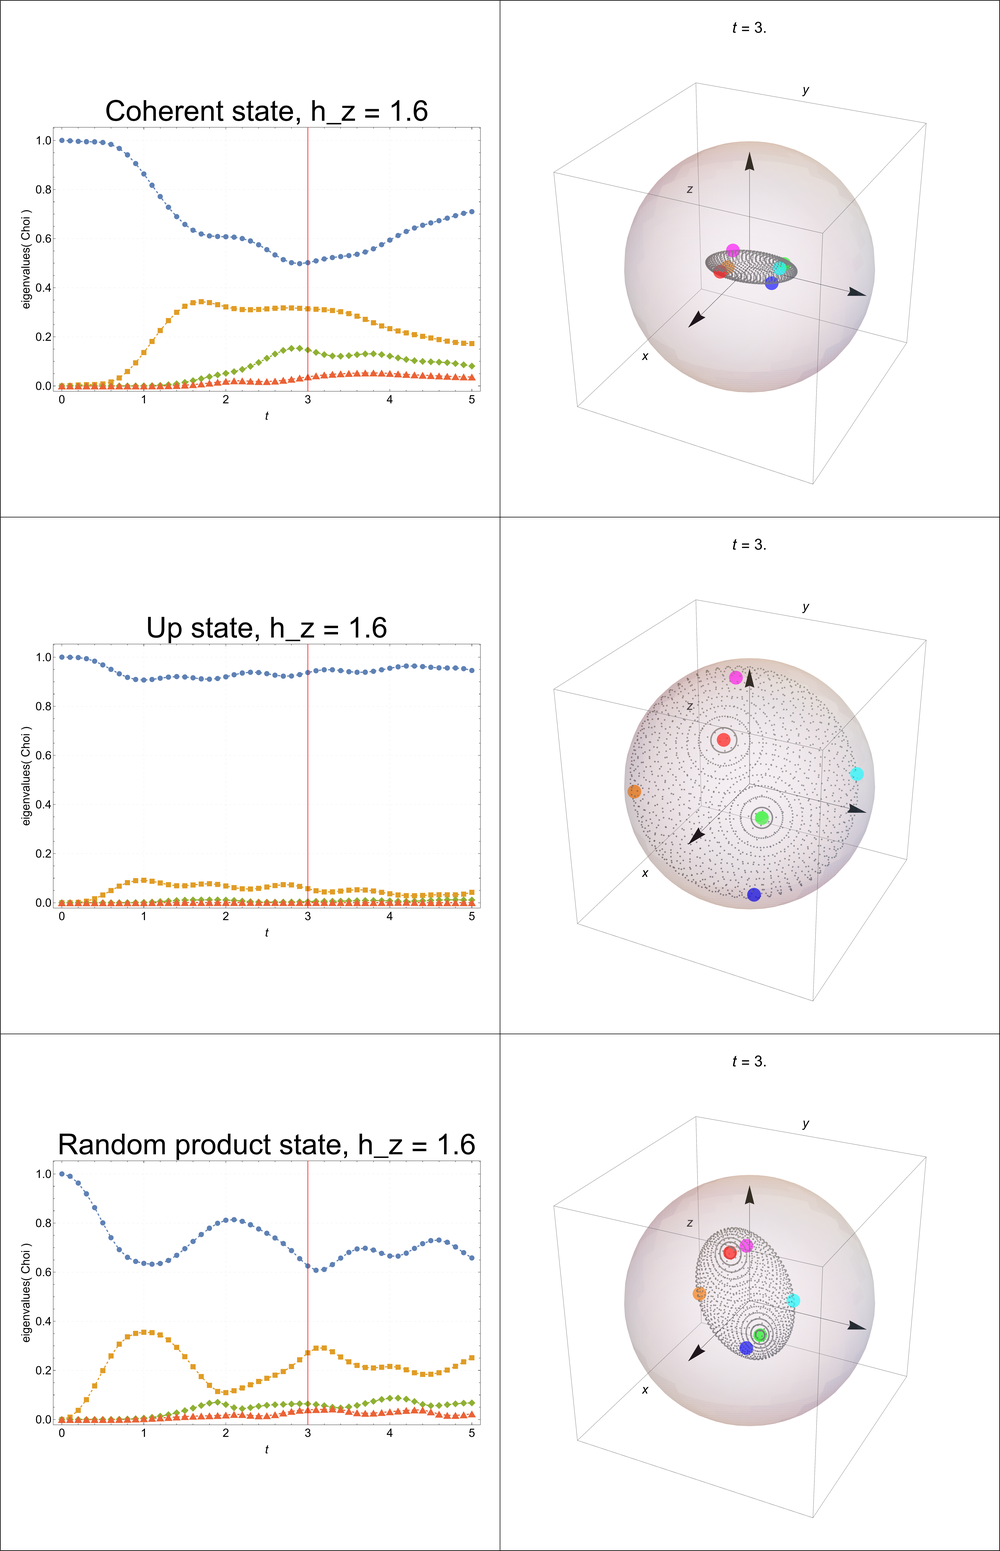 Coherent state, h_z = 1.6
1.0
0.8
0.6
0.4
0.2
0.0
eigenvalues( Choi )
0 1 2 3 4 5
t
t = 3.
y
z
x
Up state, h_z = 1.6
1.0
0.8
0.6
0.4
0.2
0.0
eigenvalues( Choi )
0 1 2 3 4 5
t
t = 3.
y
z
x
Random product state, h_z = 1.6
1.0
0.8
0.6
0.4
0.2
0.0
eigenvalues( Choi )
0 1 2 3 4 5
t
t = 3.
y
z
x